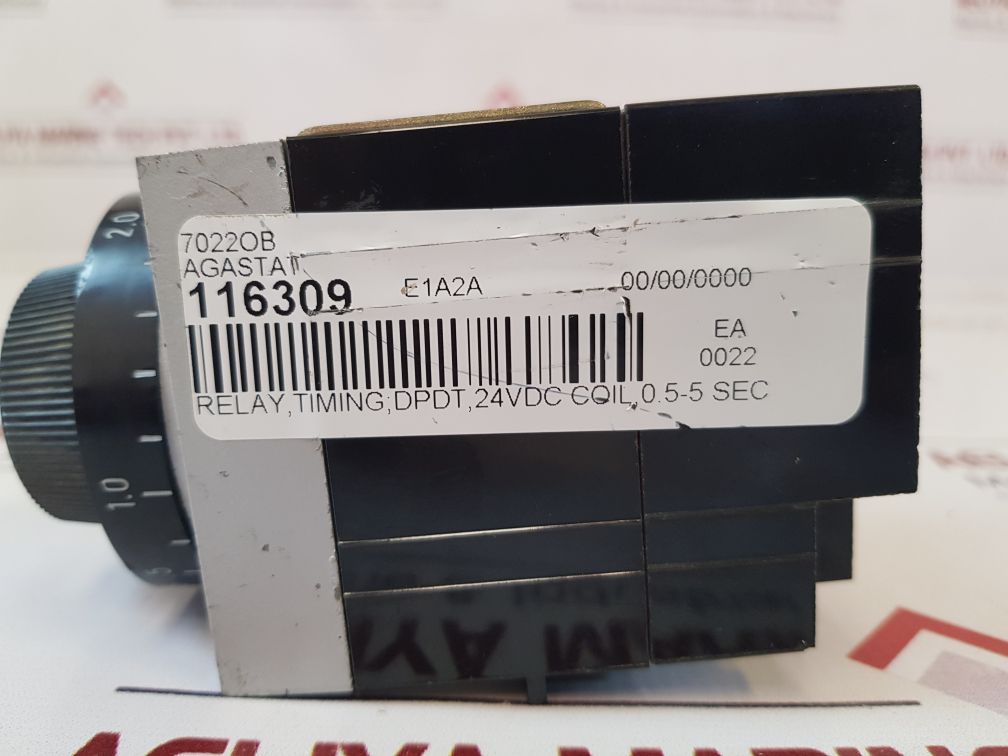 2.0
7022OB
AGASTAT
116309 E1A2A 00/00/0000
EA
0022
RELAY,TIMING;DPDT,24VDC COIL,0.5-5 SEC
1.0